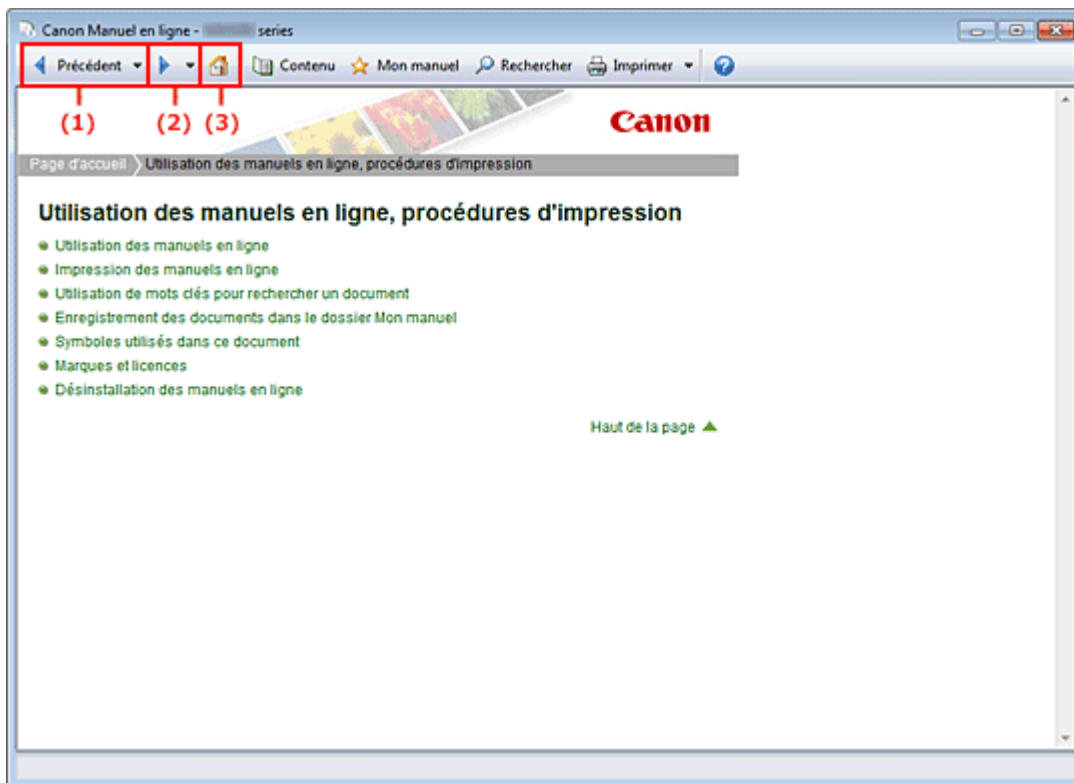 Canon Manuel en ligne - series
Précédent Contenu Mon manuel Rechercher Imprimer
(1) (2) (3)
Canon
Page d'accueil Utilisation des manuels en ligne, procédures d'impression
Utilisation des manuels en ligne, procédures d'impression
Utilisation des manuels en ligne
Impression des manuels en ligne
Utilisation de mots clés pour rechercher un document
Enregistrement des documents dans le dossier Mon manuel
Symboles utilisés dans ce document
Marques et licences
Désinstallation des manuels en ligne
Haut de la page